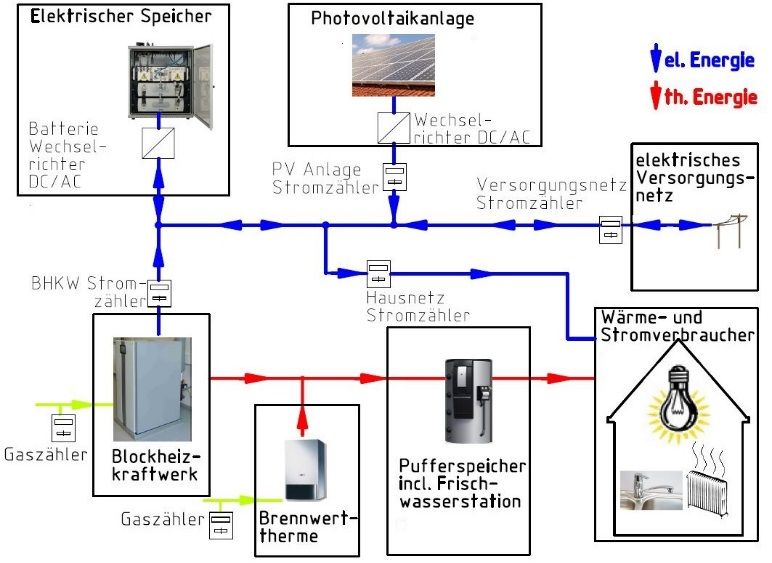 Elektrischer Speicher
Photovoltaikanlage
el. Energie
th. Energie
Batterie
Wechsel-
richter
DC/AC
Wechsel-
richter DC/AC
PV Anlage
Stromzähler
Versorgungsnetz
Stromzähler
elektrisches
Versorgungs-
netz
BHKW Strom-
zähler
Hausnetz
Stromzähler
Wärme- und
Stromverbraucher
Gaszähler
Blockheiz-
kraftwerk
Gaszähler
Brennwert-
therme
Pufferspeicher
incl. Frisch-
wasserstation